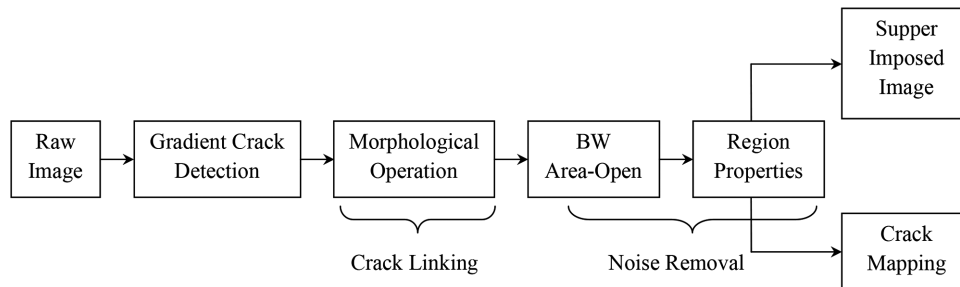 Raw
Image
Gradient Crack
Detection
Morphological
Operation
BW
Area-Open
Region
Properties
Supper
Imposed
Image
Crack
Mapping
Crack Linking
Noise Removal